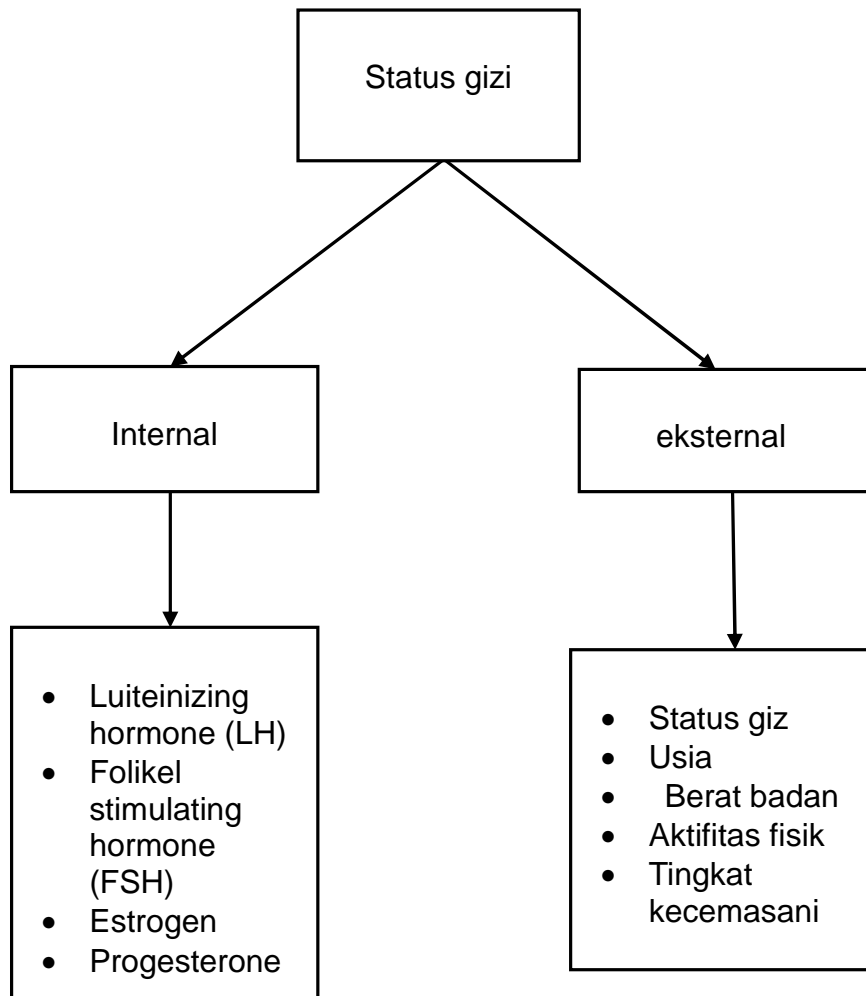 Status gizi
Internal
eksternal
• Luiteinizing
hormone (LH)
• Folikel
stimulating
hormone
(FSH)
• Estrogen
• Progesterone
• Status giz
• Usia
• Berat badan
• Aktifitas fisik
• Tingkat
kecemasani